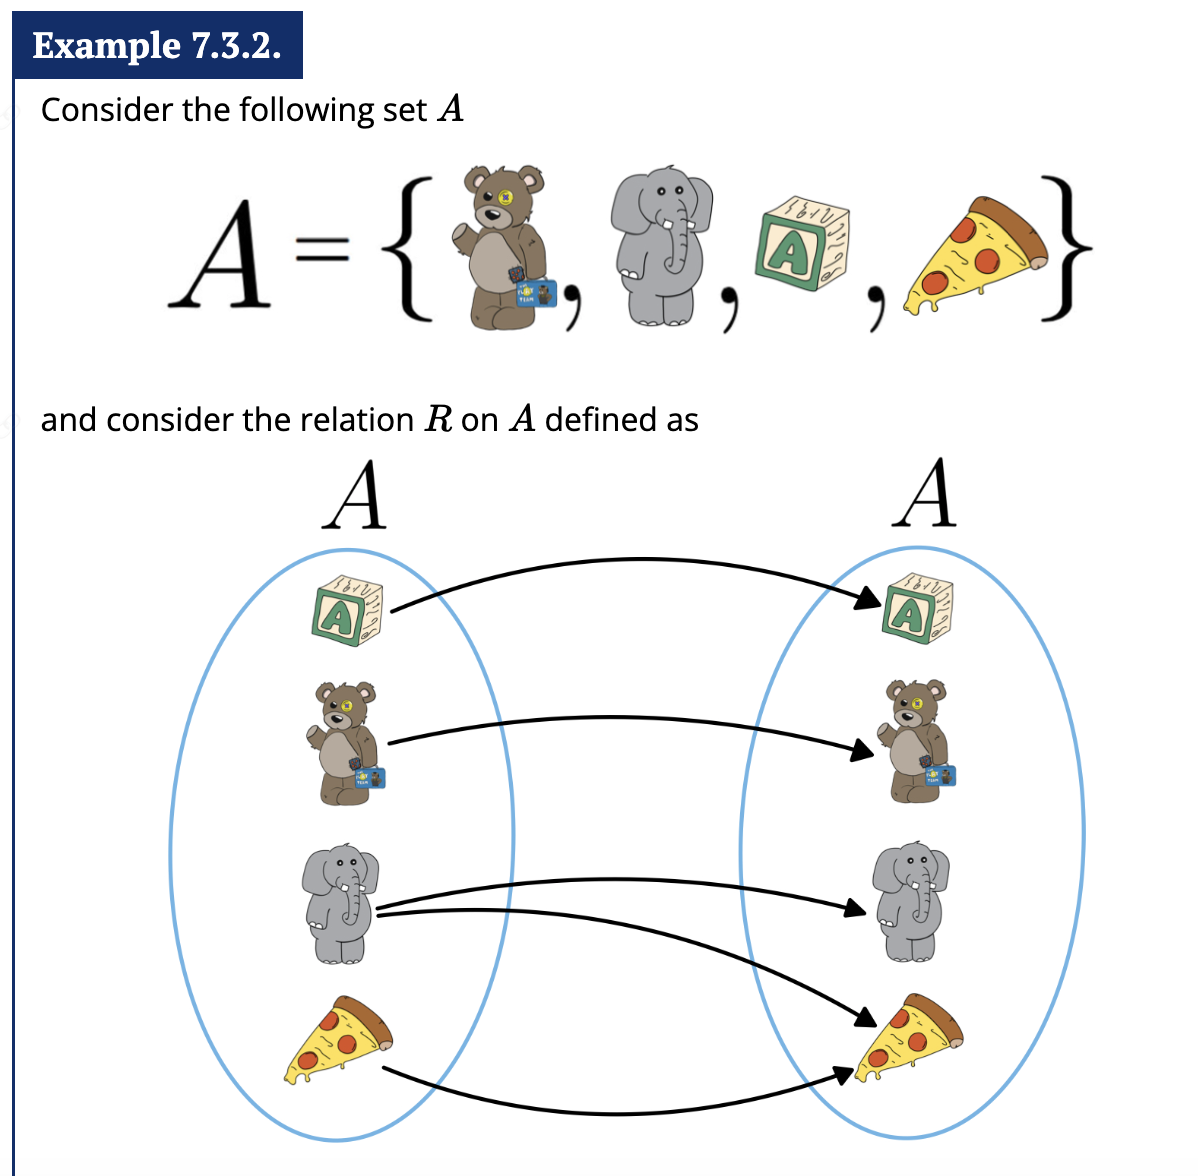 Example 7.3.2.
Consider the following set A
A = { , , , }
and consider the relation R on A defined as
A A
A A